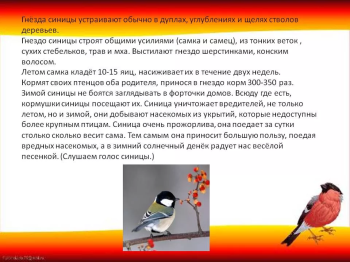 Гнёзда синицы устраивают обычно в дуплах, углублениях и щелях стволов
деревьев.
Гнездо синицы строят общими усилиями (самка и самец), из тонких веток ,
сухих стебельков, трав и мха. Выстилают гнездо шерстинками, конским
волосом.
Летом самка кладёт 10-15 яиц, насиживает их в течение двух недель.
Кормят своих птенцов оба родителя, принося в гнездо корм 300-350 раз.
Зимой синицы не боятся заглядывать в форточки домов. Всюду где есть,
кормушки синицы посещают их. Синица уничтожает вредителей, не только
летом, но и зимой, они добывают насекомых из укрытий, которые недоступны
более крупным птицам. Синица очень прожорлива, она поедает за сутки
столько сколько весит сама. Тем самым она приносит большую пользу, поедая
вредных насекомых, а в зимний солнечный денёк радует нас весёлой
песенкой. (Слушаем голос синицы.)